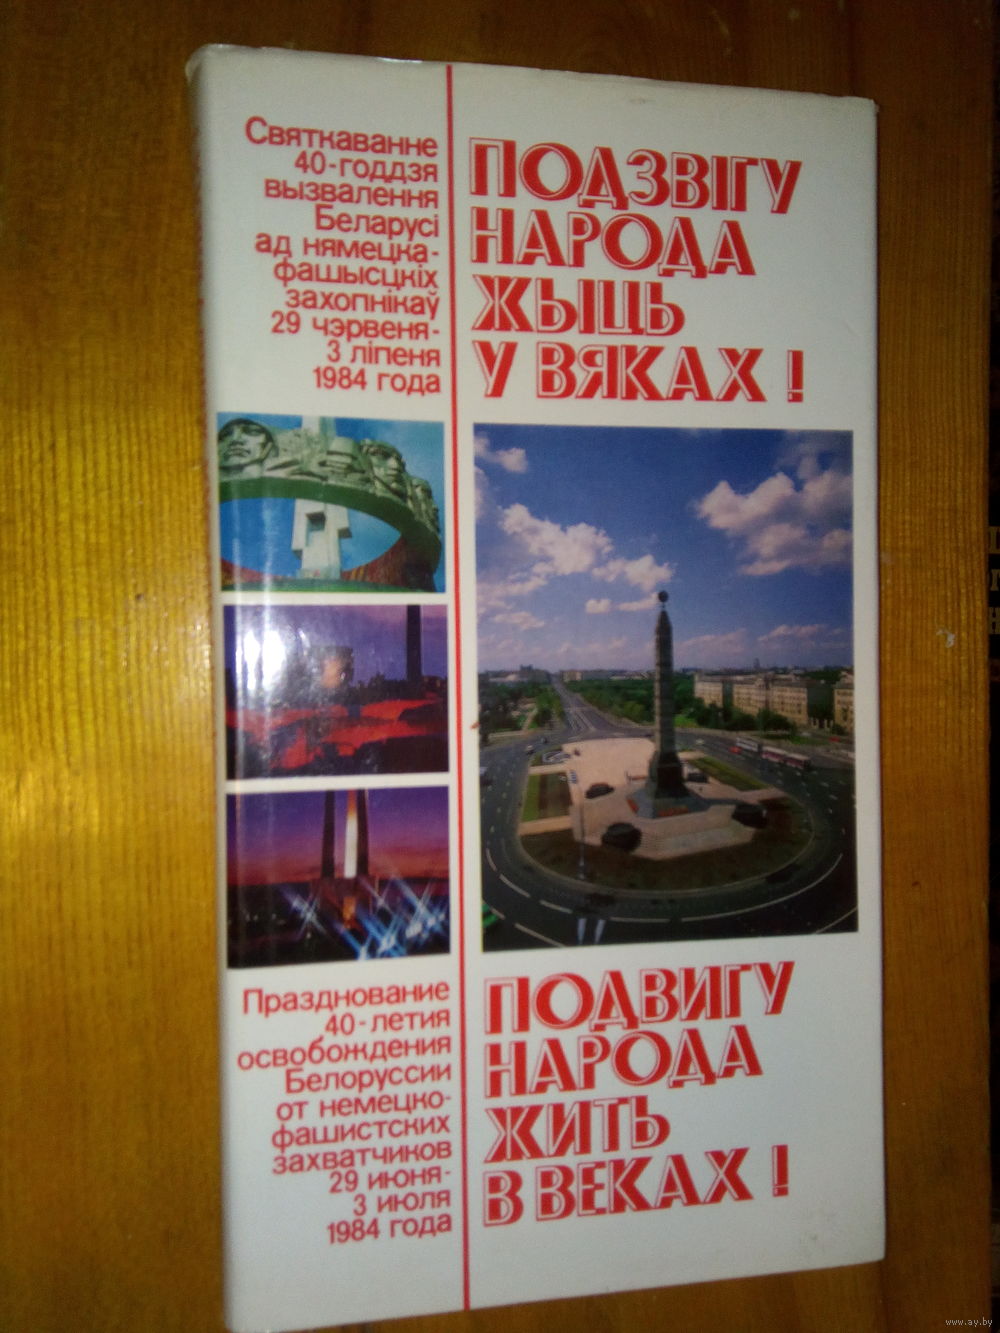 Святкаванне
40-годдзя
вызвалення
Беларусі
ад нямецка-
фашысцкіх
захопнікаў
29 чэрвеня-
3 ліпеня
1984 года
ПОДЗВІГУ
НАРОДА
ЖЫЦЬ
У ВЯКАХ!
Празднование
40-летия
освобождения
Белоруссии
от немецко-
фашистских
захватчиков
29 июня-
3 июля
1984 года
ПОДВИГУ
НАРОДА
ЖИТЬ
В ВЕКАХ!
www.ay.by